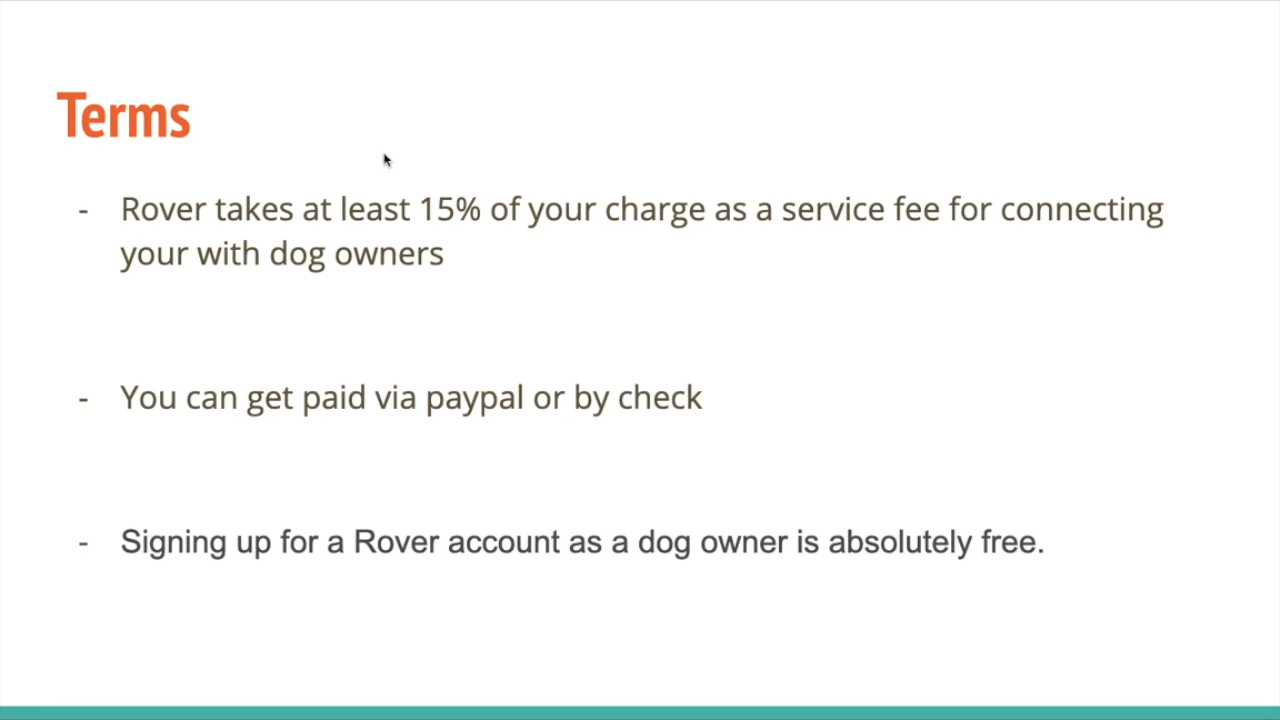 Terms
- Rover takes at least 15% of your charge as a service fee for connecting
your with dog owners
- You can get paid via paypal or by check
- Signing up for a Rover account as a dog owner is absolutely free.